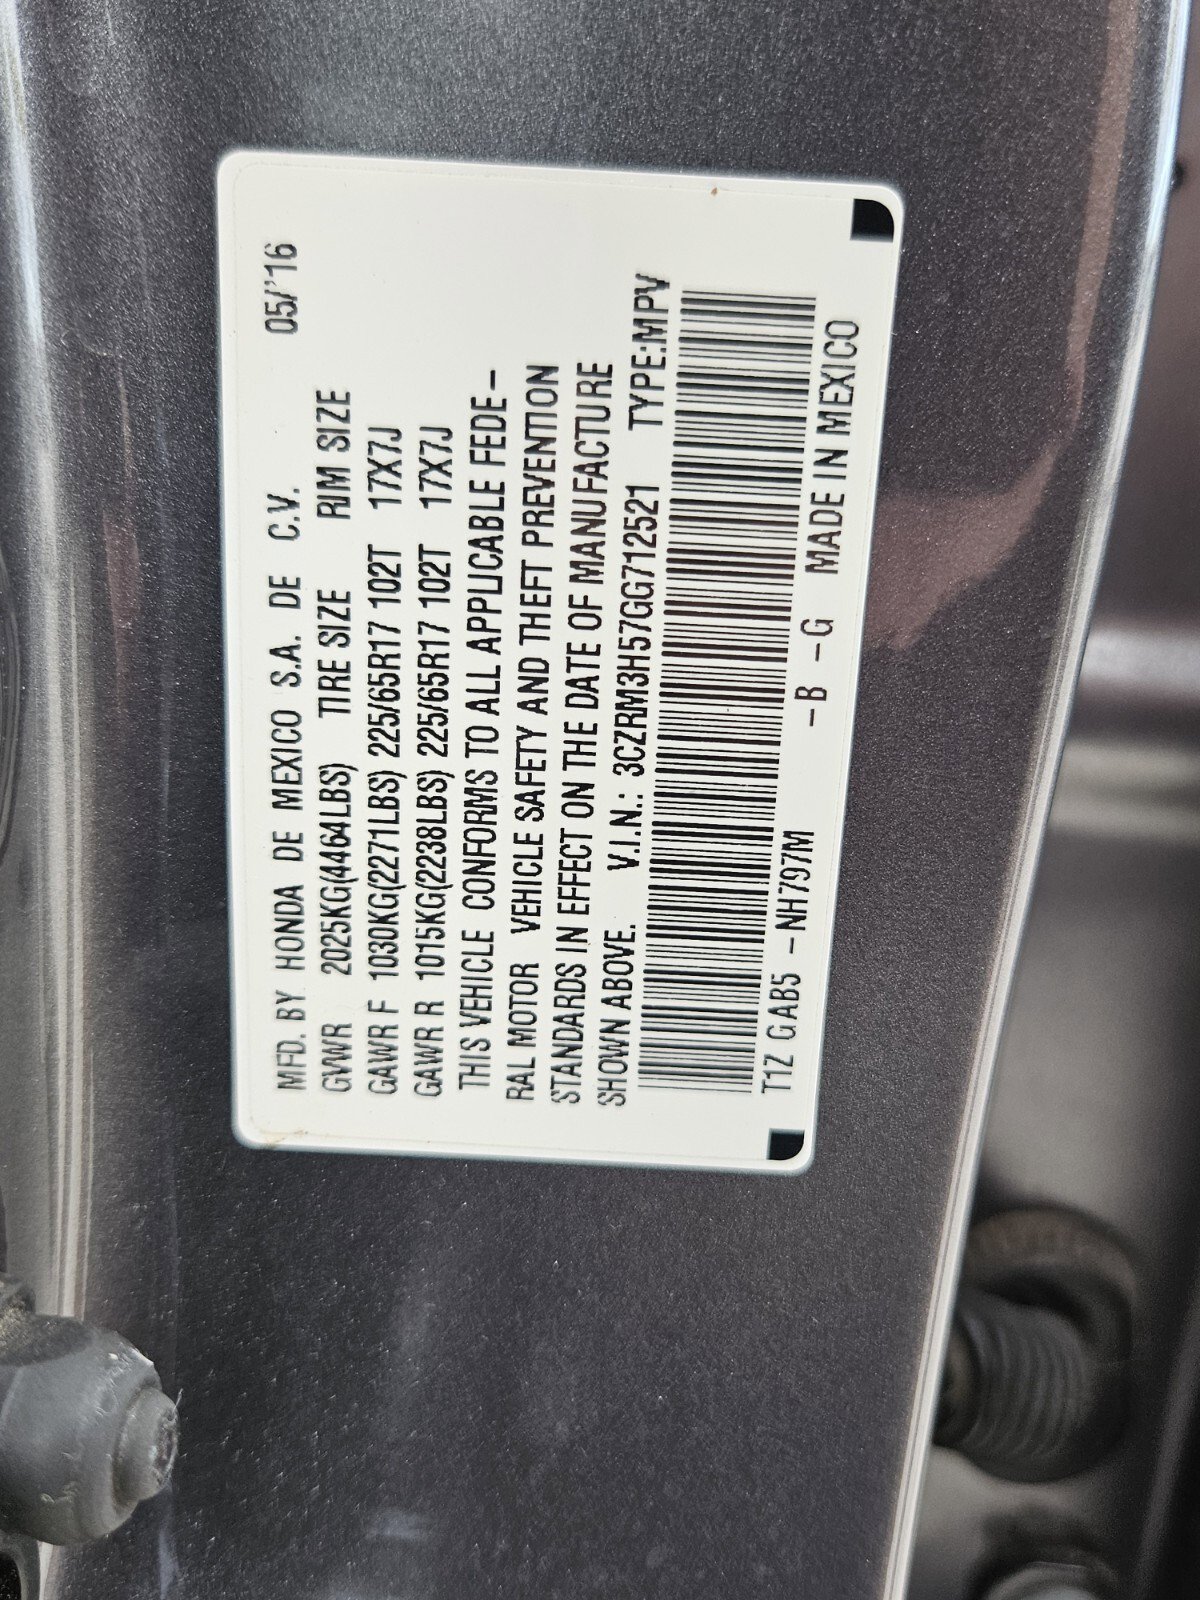 MFD. BY HONDA DE MEXICO S.A. DE C.V. 05/'16
GVWR 2025KG(4464LBS) TIRE SIZE RIM SIZE
GAWR F 1030KG(2271LBS) 225/65R17 102T 17X7J
GAWR R 1015KG(2238LBS) 225/65R17 102T 17X7J
THIS VEHICLE CONFORMS TO ALL APPLICABLE FEDE-
RAL MOTOR VEHICLE SAFETY AND THEFT PREVENTION
STANDARDS IN EFFECT ON THE DATE OF MANUFACTURE
SHOWN ABOVE. V.I.N.: 3CZRM3H57GG712521 TYPE:MPV
T1Z GAB5 -NH797M -B -G MADE IN MEXICO